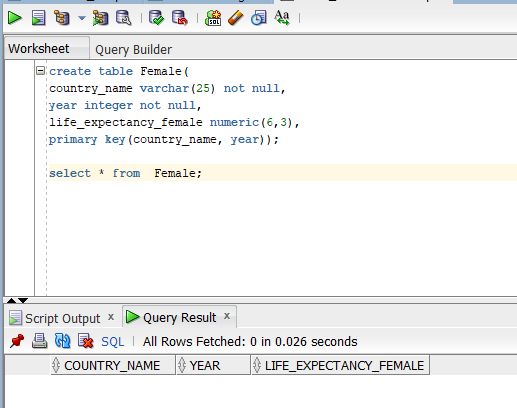 Worksheet Query Builder
create table Female(
country_name varchar(25) not null,
year integer not null,
life_expectancy_female numeric(6,3),
primary key(country_name, year));
select * from  Female;
Script Output x Query Result x
SQL All Rows Fetched: 0 in 0.026 seconds
COUNTRY_NAME YEAR LIFE_EXPECTANCY_FEMALE